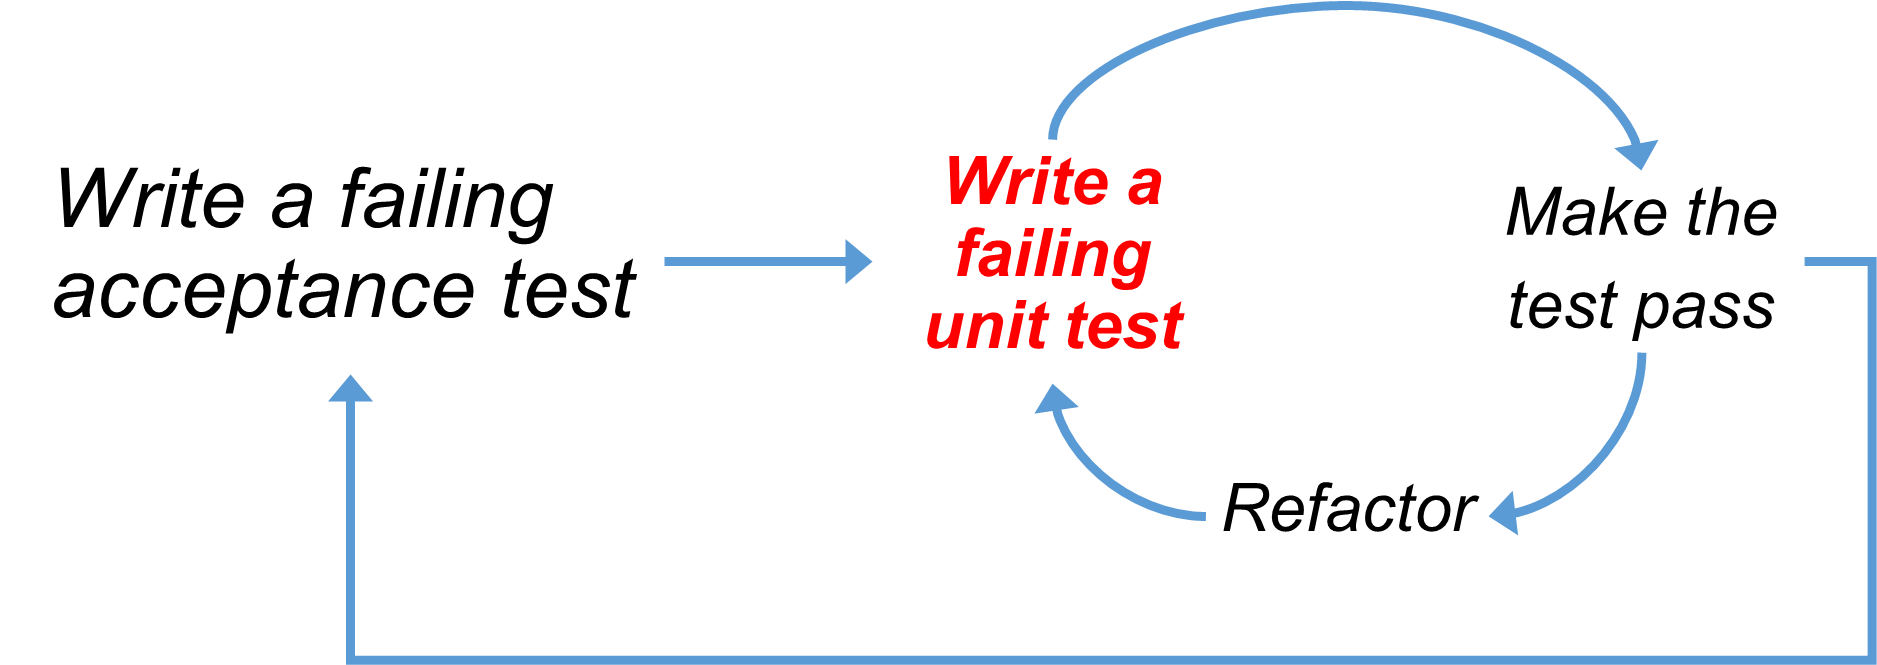 Write a failing
acceptance test
Write a
failing
unit test
Make the
test pass
Refactor